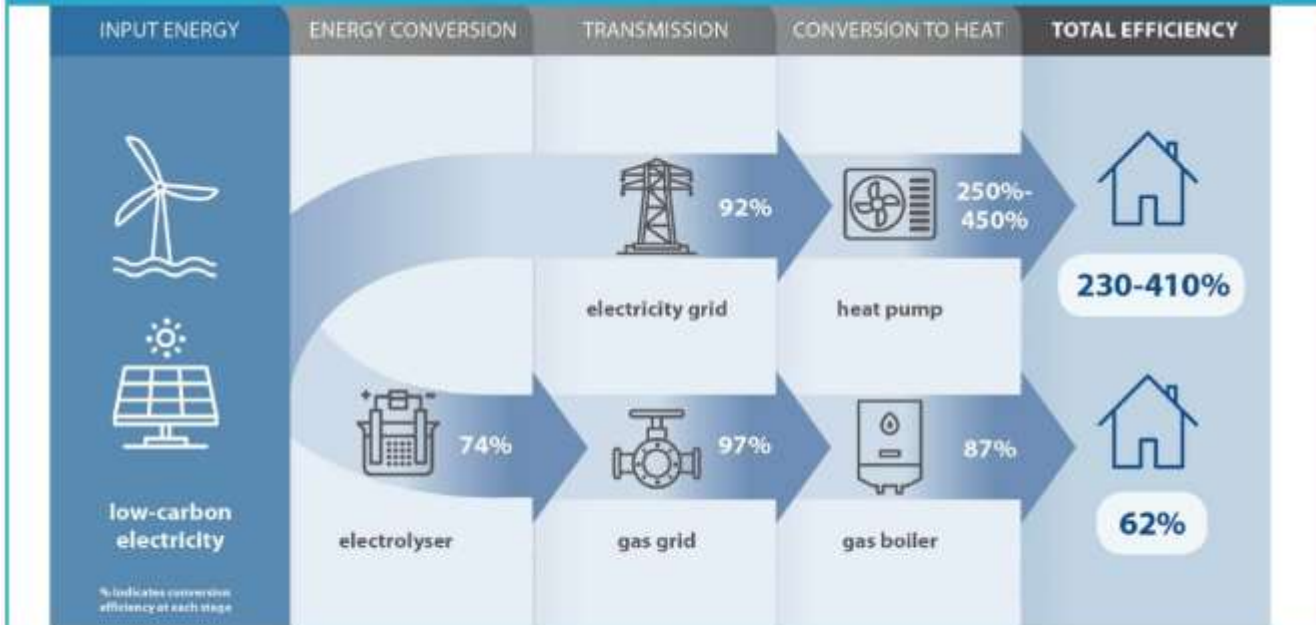 INPUT ENERGY
ENERGY CONVERSION
TRANSMISSION
CONVERSION TO HEAT
TOTAL EFFICIENCY
92%
250%-
450%
electricity grid
heat pump
230-410%
74%
97%
87%
low-carbon
electricity
electrolyser
gas grid
gas boiler
62%
% indicates conversion
efficiency at each stage